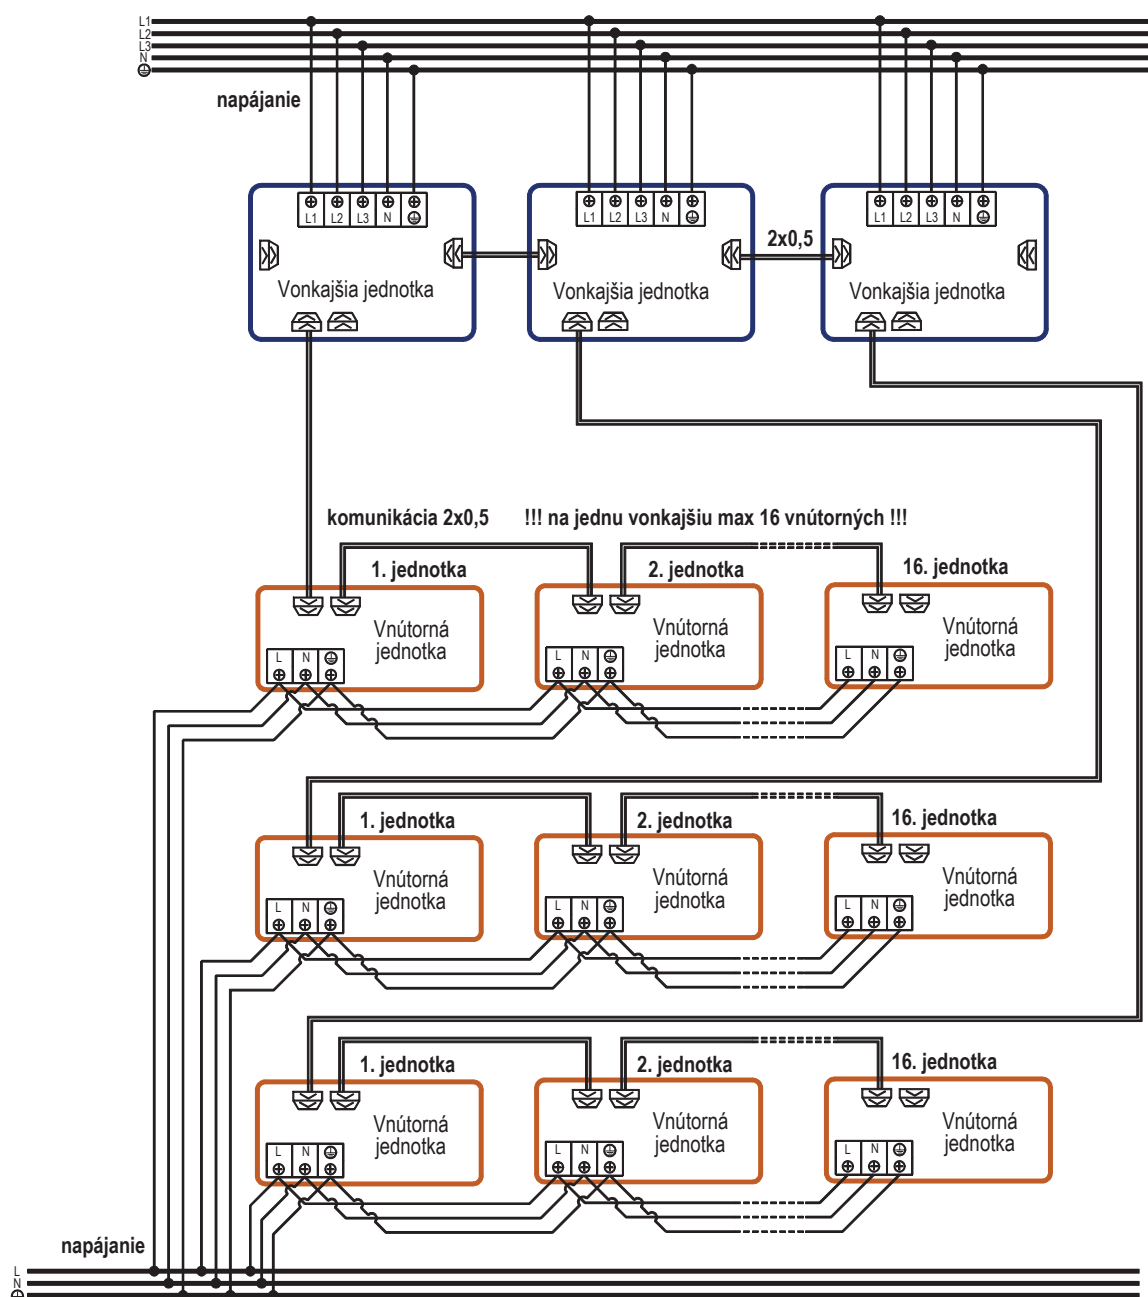 L1
L2
L3
N
napájanie
L1 L2 L3 N
L1 L2 L3 N
L1 L2 L3 N
2x0,5
Vonkajšia jednotka
Vonkajšia jednotka
Vonkajšia jednotka
komunikácia 2x0,5 !!! na jednu vonkajšiu max 16 vnútorných !!!
1. jednotka
2. jednotka
16. jednotka
Vnútorná
jednotka
L N
Vnútorná
jednotka
L N
Vnútorná
jednotka
L N
1. jednotka
2. jednotka
16. jednotka
Vnútorná
jednotka
L N
Vnútorná
jednotka
L N
Vnútorná
jednotka
L N
1. jednotka
2. jednotka
16. jednotka
Vnútorná
jednotka
L N
Vnútorná
jednotka
L N
Vnútorná
jednotka
L N
napájanie
L
N